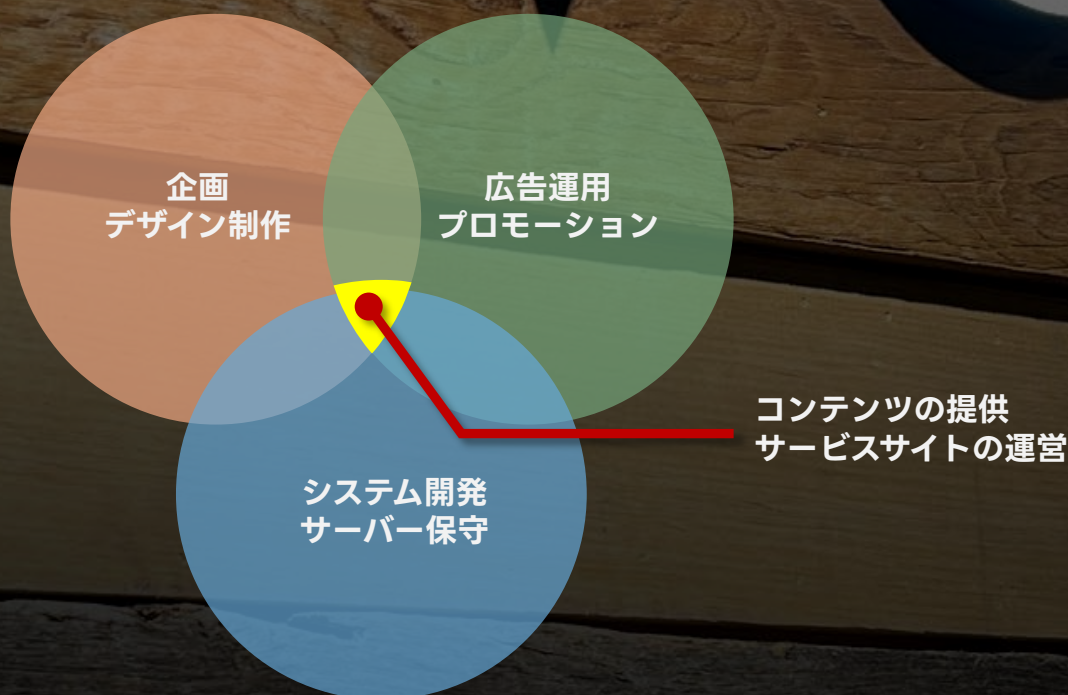 企画
デザイン制作
広告運用
プロモーション
コンテンツの提供
サービスサイトの運営
システム開発
サーバー保守